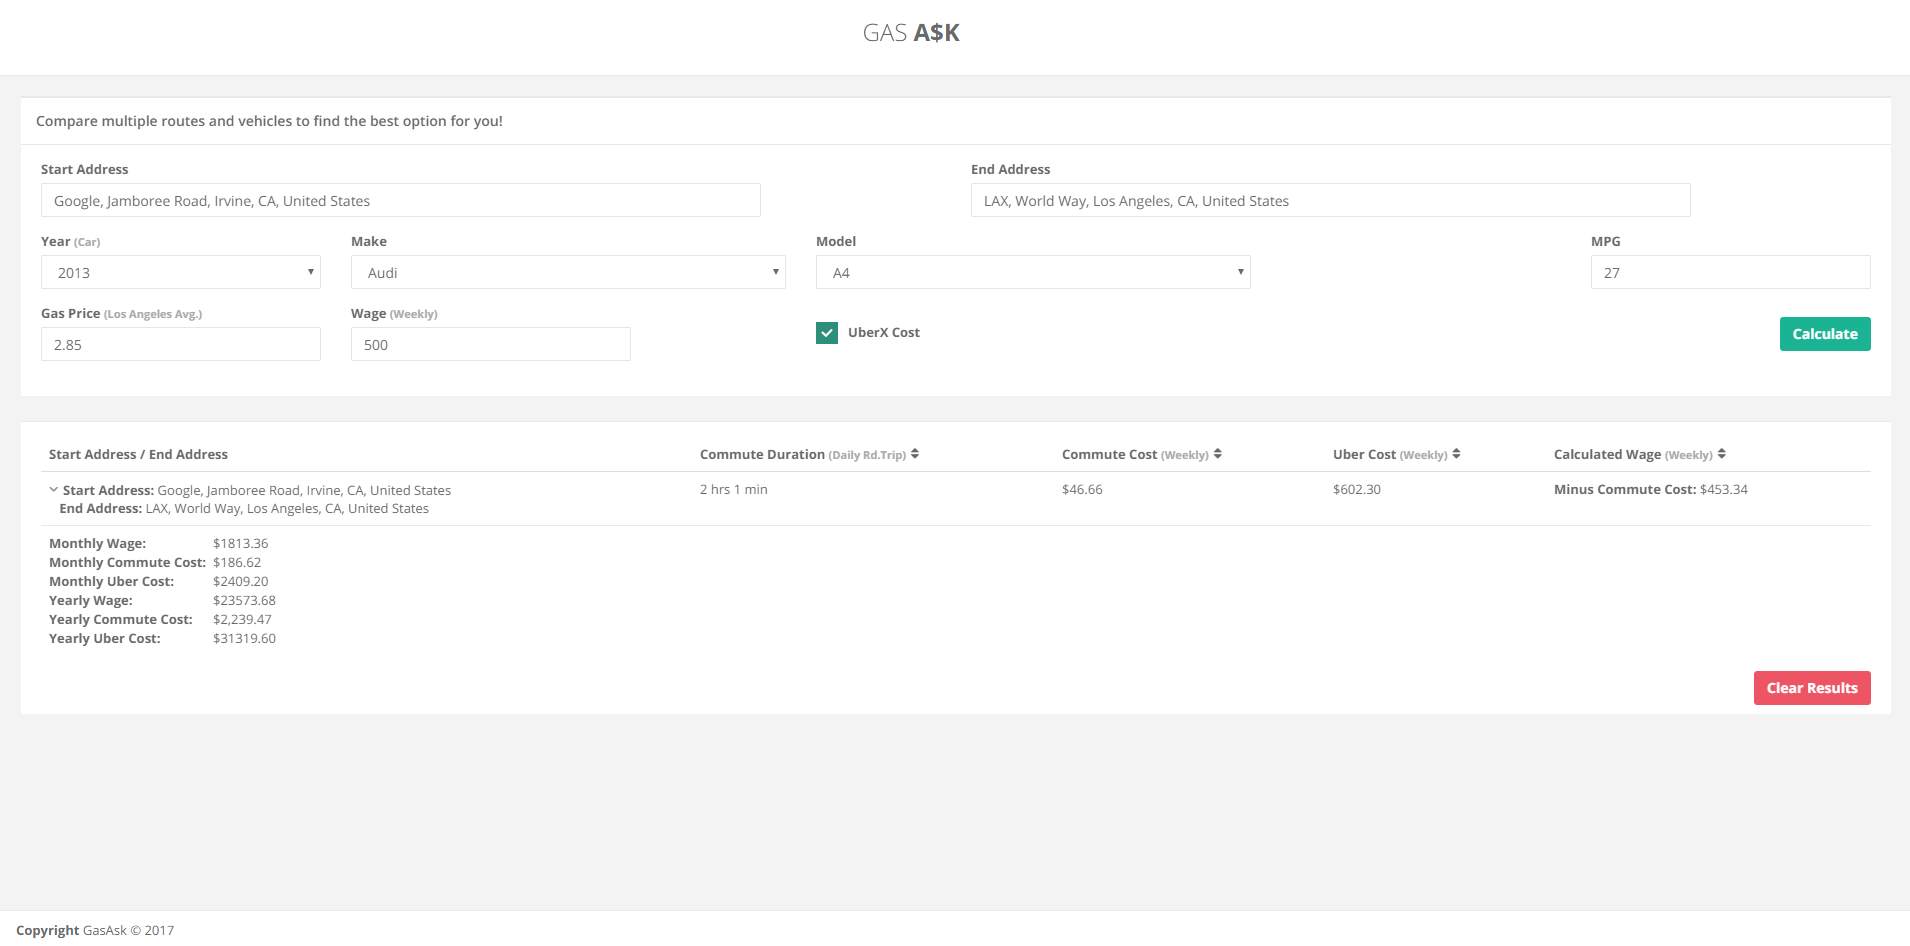 GAS A$K
Compare multiple routes and vehicles to find the best option for you!
Start Address
End Address
Google, Jamboree Road, Irvine, CA, United States
LAX, World Way, Los Angeles, CA, United States
Year (Car)
Make
Model
MPG
2013
Audi
A4
27
Gas Price (Los Angeles Avg.)
Wage (Weekly)
2.85
500
UberX Cost
Calculate
Start Address / End Address
Commute Duration (Daily Rd.Trip)
Commute Cost (Weekly)
Uber Cost (Weekly)
Calculated Wage (Weekly)
Start Address: Google, Jamboree Road, Irvine, CA, United States
End Address: LAX, World Way, Los Angeles, CA, United States
2 hrs 1 min
$46.66
$602.30
Minus Commute Cost: $453.34
Monthly Wage: $1813.36
Monthly Commute Cost: $186.62
Monthly Uber Cost: $2409.20
Yearly Wage: $23573.68
Yearly Commute Cost: $2,239.47
Yearly Uber Cost: $31319.60
Clear Results
Copyright GasAsk © 2017